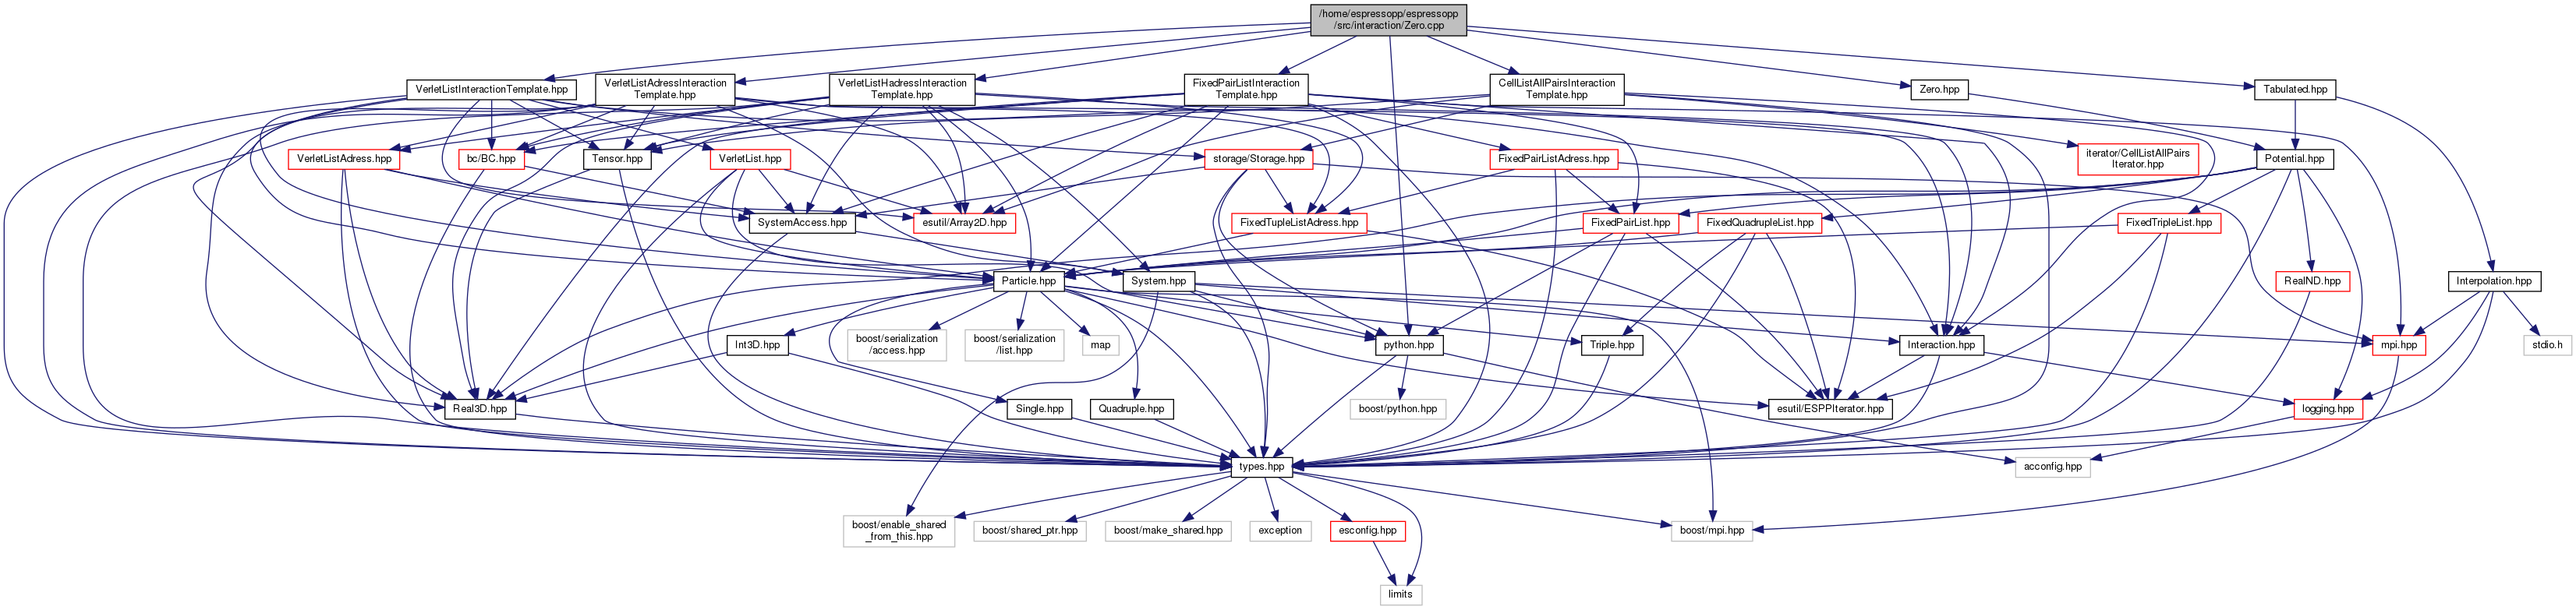 /home/espressopp/espressopp
/src/interaction/Zero.cpp
VerletListInteractionTemplate.hpp
VerletListAdressInteraction
Template.hpp
VerletListHadressInteraction
Template.hpp
FixedPairListInteraction
Template.hpp
CellListAllPairsInteraction
Template.hpp
Zero.hpp
Tabulated.hpp
VerletListAdress.hpp
bc/BC.hpp
Tensor.hpp
VerletList.hpp
storage/Storage.hpp
FixedPairListAdress.hpp
iterator/CellListAllPairs
Iterator.hpp
Potential.hpp
SystemAccess.hpp
esutil/Array2D.hpp
FixedTupleListAdress.hpp
FixedPairList.hpp
FixedQuadrupleList.hpp
FixedTripleList.hpp
Particle.hpp
System.hpp
RealND.hpp
Interpolation.hpp
Int3D.hpp
boost/serialization
/access.hpp
boost/serialization
/list.hpp
map
python.hpp
Triple.hpp
Interaction.hpp
mpi.hpp
stdio.h
Real3D.hpp
Single.hpp
Quadruple.hpp
boost/python.hpp
esutil/ESPPIterator.hpp
logging.hpp
types.hpp
acconfig.hpp
boost/enable_shared
_from_this.hpp
boost/shared_ptr.hpp
boost/make_shared.hpp
exception
esconfig.hpp
boost/mpi.hpp
limits